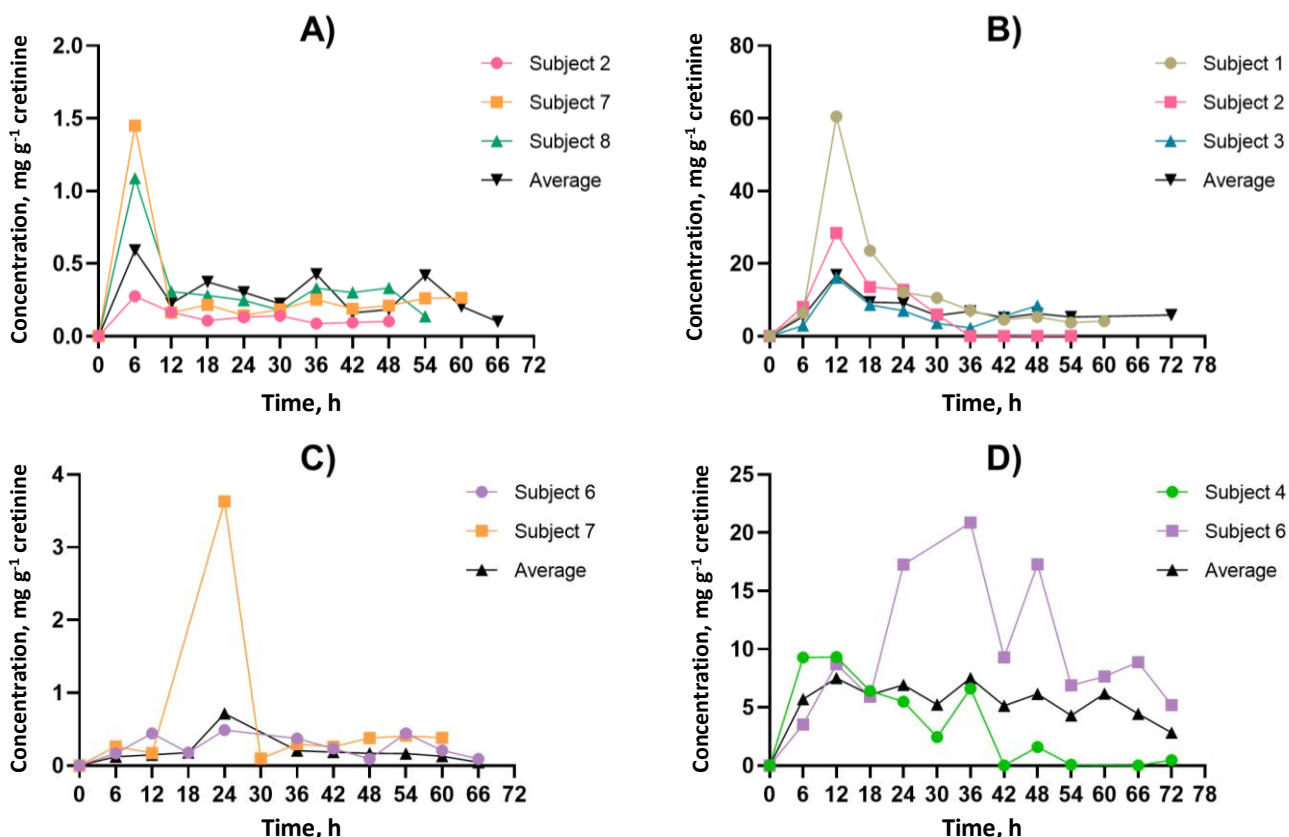 A)
Concentration, mg g⁻¹ cretinine
2.0
1.5
1.0
0.5
0.0
0 6 12 18 24 30 36 42 48 54 60 66 72
Time, h
Subject 2
Subject 7
Subject 8
Average
B)
Concentration, mg g⁻¹ cretinine
80
60
40
20
0
0 6 12 18 24 30 36 42 48 54 60 66 72 78
Time, h
Subject 1
Subject 2
Subject 3
Average
C)
Concentration, mg g⁻¹ cretinine
4
3
2
1
0
0 6 12 18 24 30 36 42 48 54 60 66 72
Time, h
Subject 6
Subject 7
Average
D)
Concentration, mg g⁻¹ cretinine
25
20
15
10
5
0
0 6 12 18 24 30 36 42 48 54 60 66 72 78
Time, h
Subject 4
Subject 6
Average